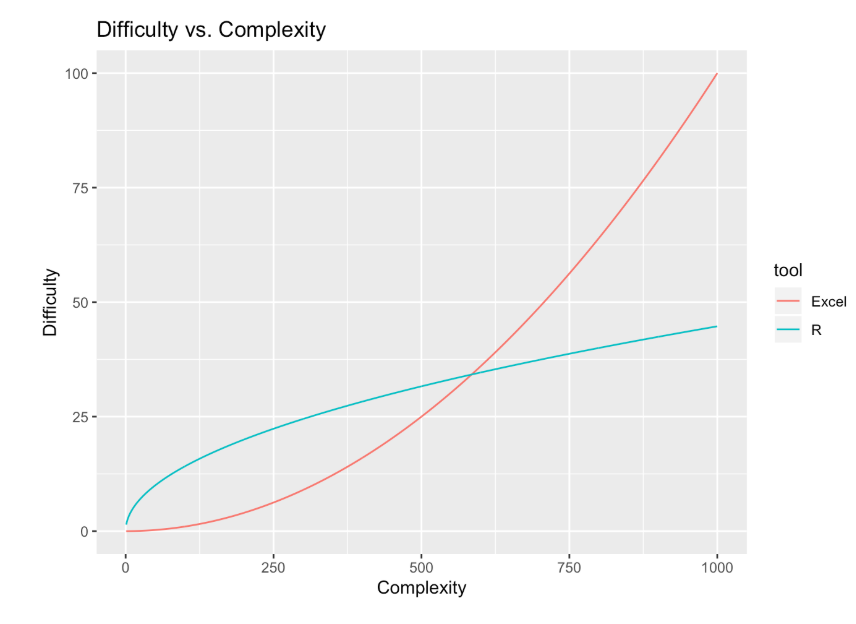 Difficulty vs. Complexity
100
75
50
25
0
Difficulty
0 250 500 750 1000
Complexity
tool
Excel
R